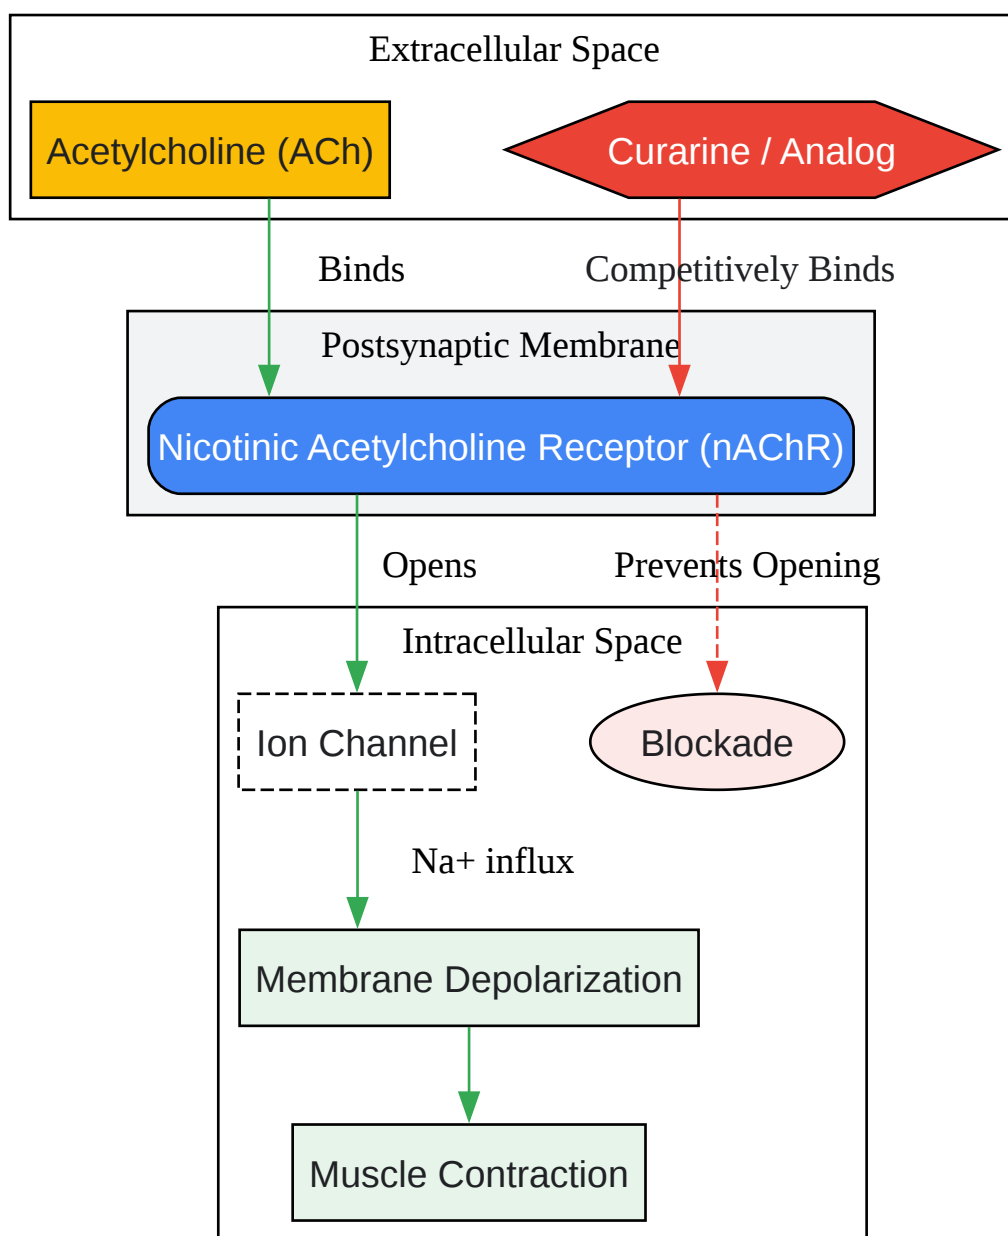 Extracellular Space
Acetylcholine (ACh)
Curarine / Analog
Binds
Competitively Binds
Postsynaptic Membrane
Nicotinic Acetylcholine Receptor (nAChR)
Opens
Prevents Opening
Intracellular Space
Ion Channel
Blockade
Na+ influx
Membrane Depolarization
Muscle Contraction